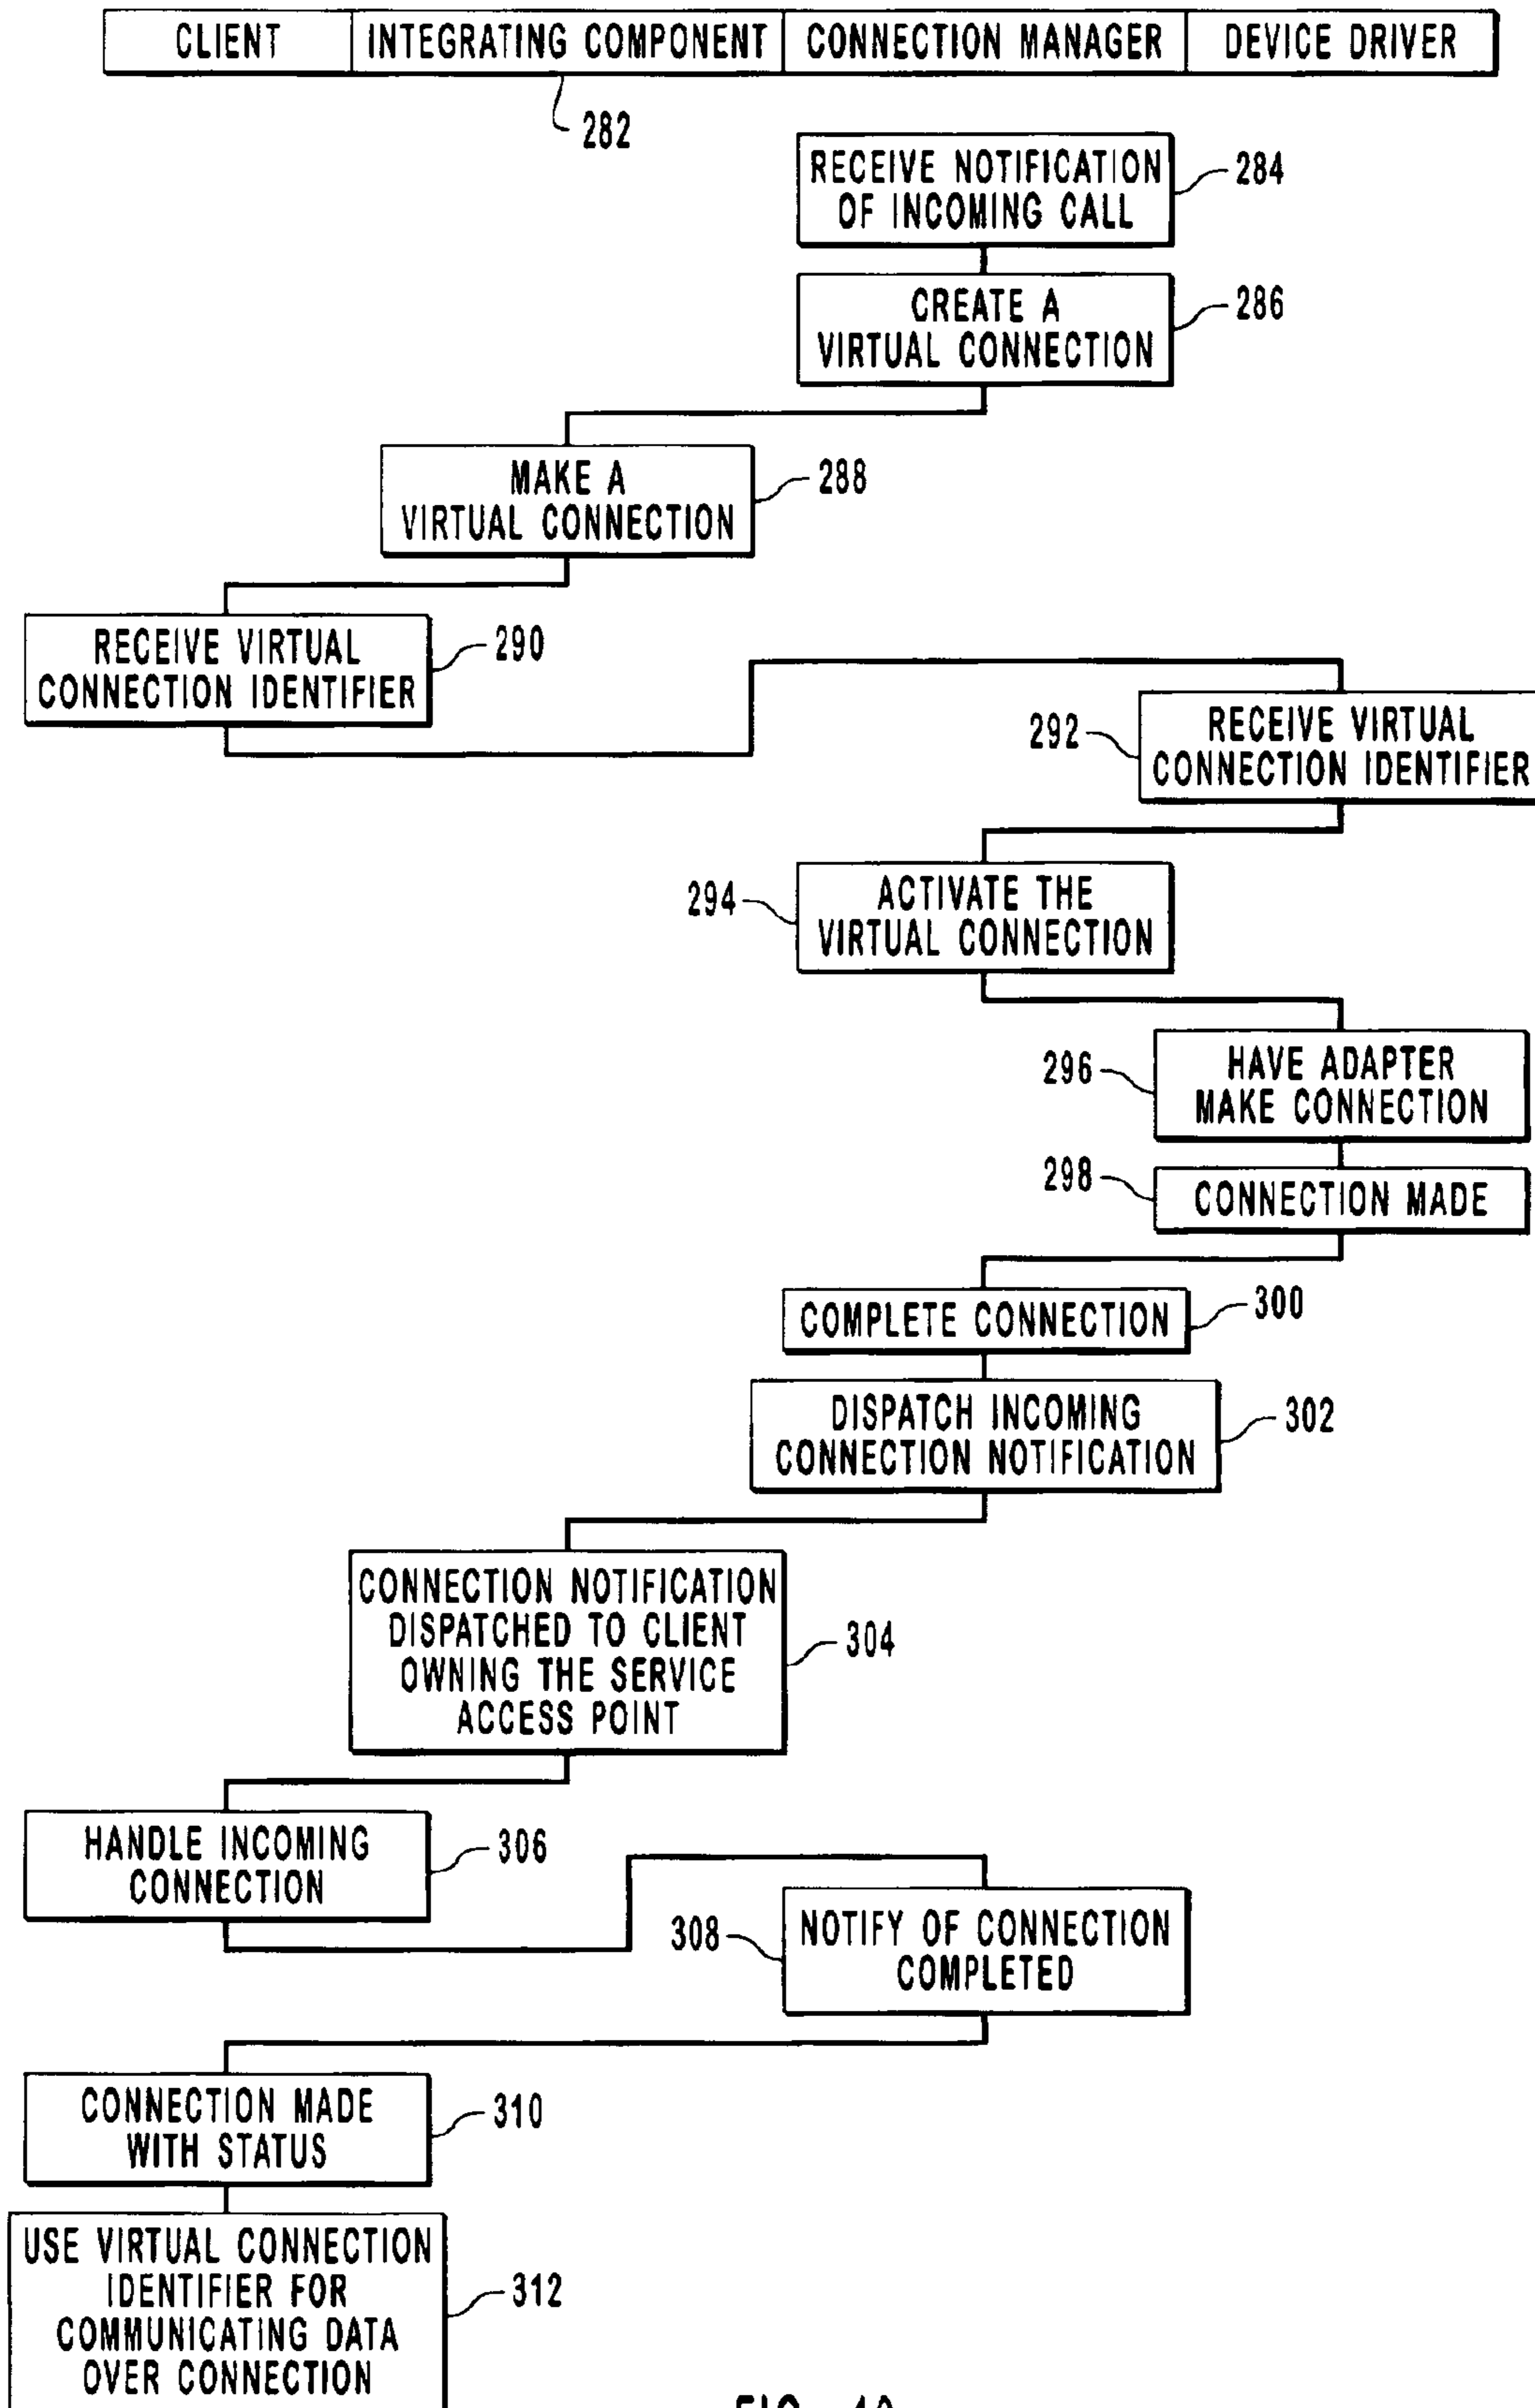 CLIENT INTEGRATING COMPONENT CONNECTION MANAGER DEVICE DRIVER
282
RECEIVE NOTIFICATION
OF INCOMING CALL
284
CREATE A
VIRTUAL CONNECTION
286
MAKE A
VIRTUAL CONNECTION
288
RECEIVE VIRTUAL
CONNECTION IDENTIFIER
290
292
RECEIVE VIRTUAL
CONNECTION IDENTIFIER
294
ACTIVATE THE
VIRTUAL CONNECTION
296
HAVE ADAPTER
MAKE CONNECTION
298
CONNECTION MADE
COMPLETE CONNECTION
300
DISPATCH INCOMING
CONNECTION NOTIFICATION
302
CONNECTION NOTIFICATION
DISPATCHED TO CLIENT
OWNING THE SERVICE
ACCESS POINT
304
HANDLE INCOMING
CONNECTION
306
308
NOTIFY OF CONNECTION
COMPLETED
CONNECTION MADE
WITH STATUS
310
USE VIRTUAL CONNECTION
IDENTIFIER FOR
COMMUNICATING DATA
OVER CONNECTION
312